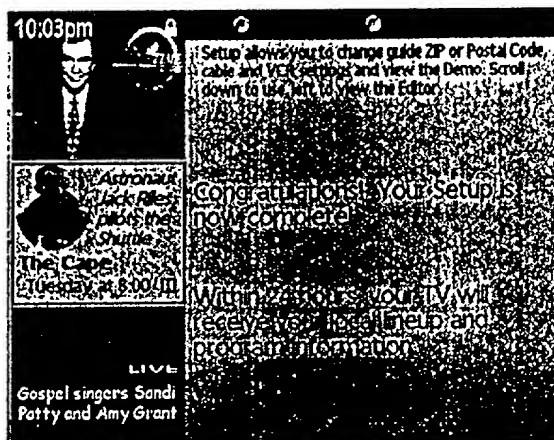 10:03pm
Setup allows you to change guide ZIP or Postal Code,
cable and VCR settings and view the Demo. Scroll
down to use, left to view the Editor.
Astronaut
Jack Riles
pilots the
Shuttle
The Cape
Tuesday at 8:00
Congratulations! Your Setup is
now complete!
Within 24 hours, your TV will
receive your local lineup and
program information.
LIVE
Gospel singers Sandi
Patty and Amy Grant